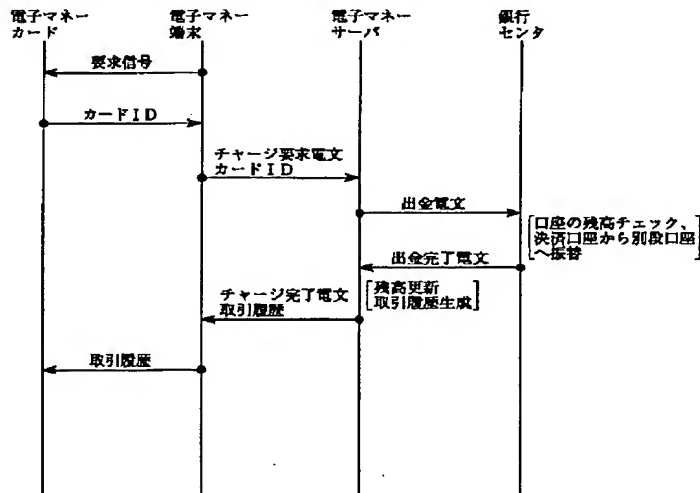 電子マネー
カード
電子マネー
端末
電子マネー
サーバ
銀行
センタ
要求信号
カードID
チャージ要求電文
カードID
出金電文
口座の残高チェック、
決済口座から別段口座
へ振替
出金完了電文
残高更新
取引履歴生成
チャージ完了電文
取引履歴
取引履歴